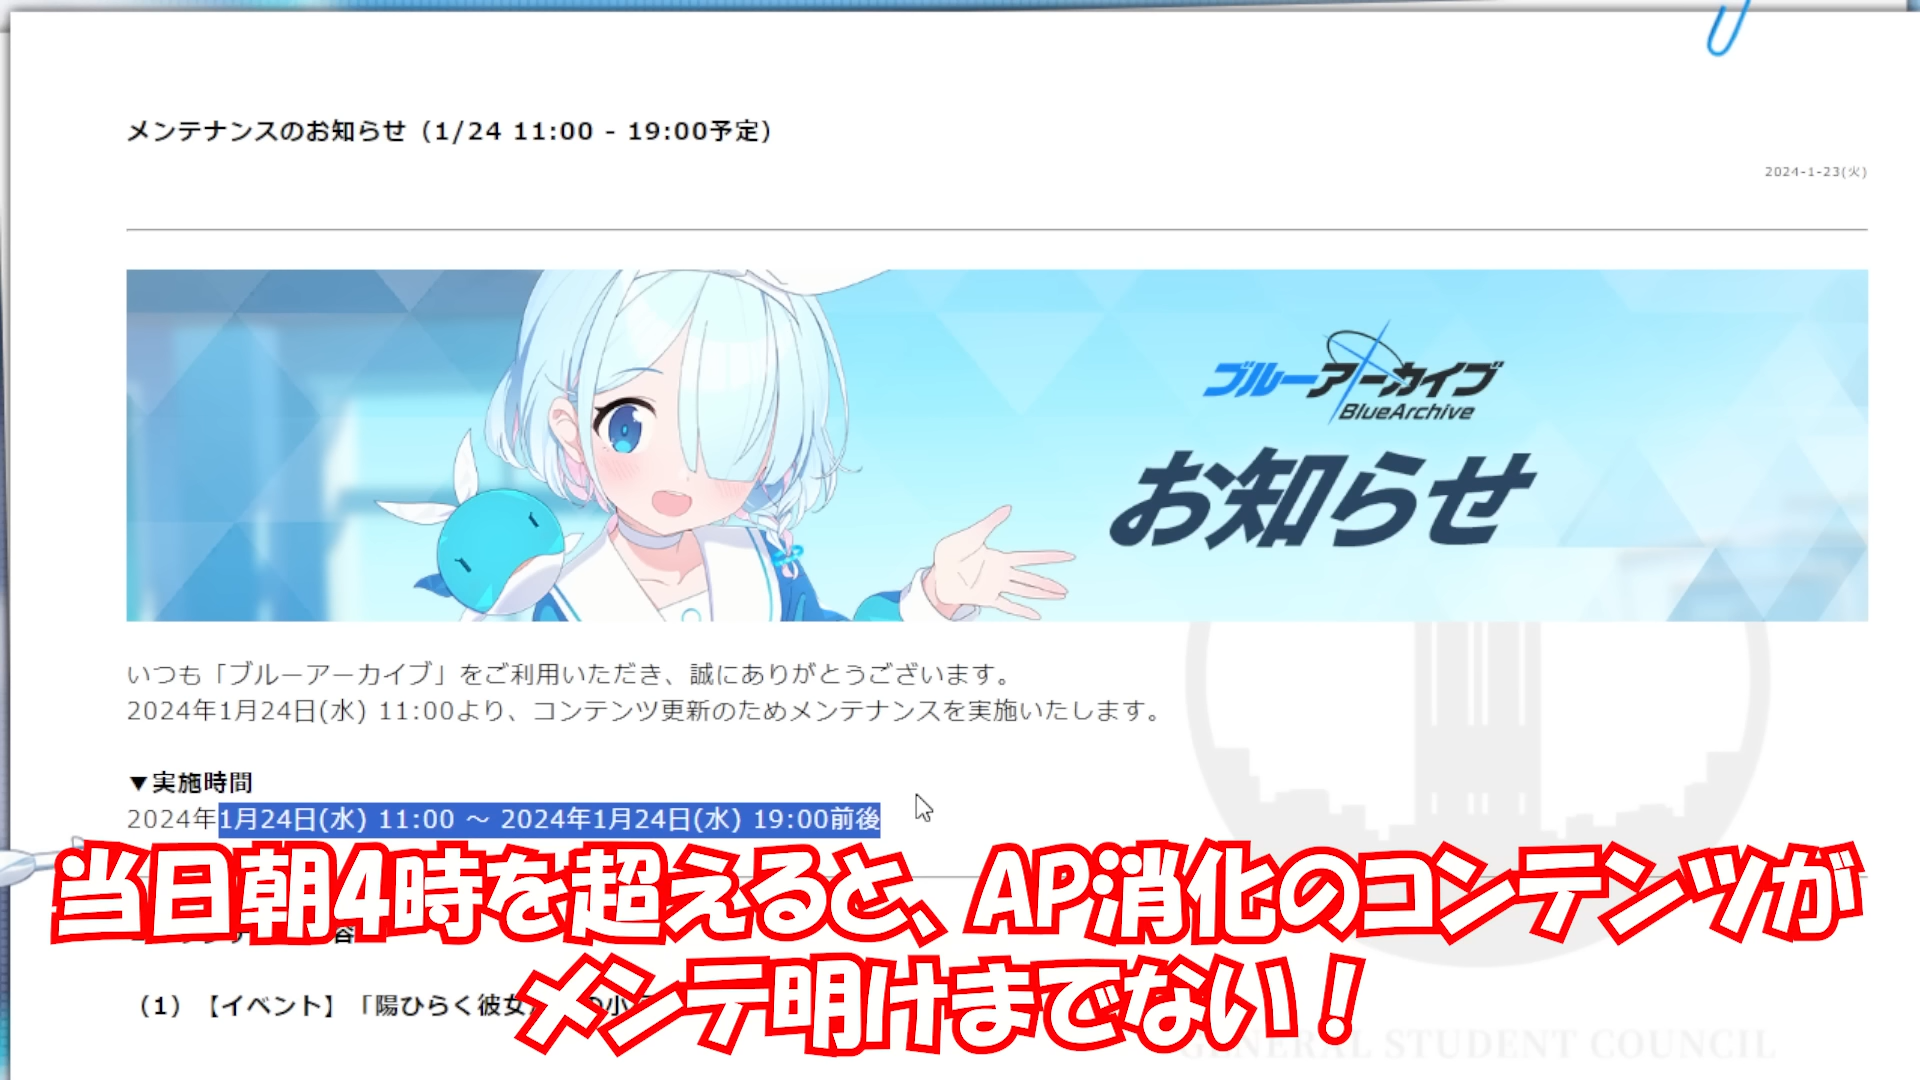 メンテナンスのお知らせ（1/24 11:00 - 19:00予定）
2024-1-23(火)
ブルーアーカイブ
BlueArchive
お知らせ
いつも「ブルーアーカイブ」をご利用いただき、誠にありがとうございます。
2024年1月24日(水) 11:00より、コンテンツ更新のためメンテナンスを実施いたします。
▼実施時間
2024年1月24日(水) 11:00 ～ 2024年1月24日(水) 19:00前後
当日朝4時を超えると、AP消化のコンテンツが
メンテ明けまでない！
（1）【イベント】「陽ひらく彼女
の小
GENERAL STUDENT COUNCIL